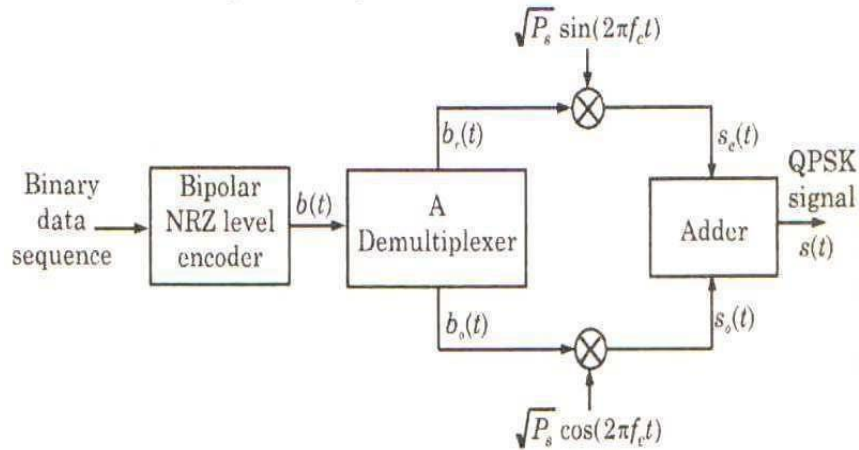 √P_s sin(2πf_c t)
b_r(t)
s_e(t)
QPSK
signal
Binary
data
sequence
Bipolar
NRZ level
encoder
b(t)
A
Demultiplexer
Adder
s(t)
b_o(t)
s_o(t)
√P_s cos(2πf_c t)